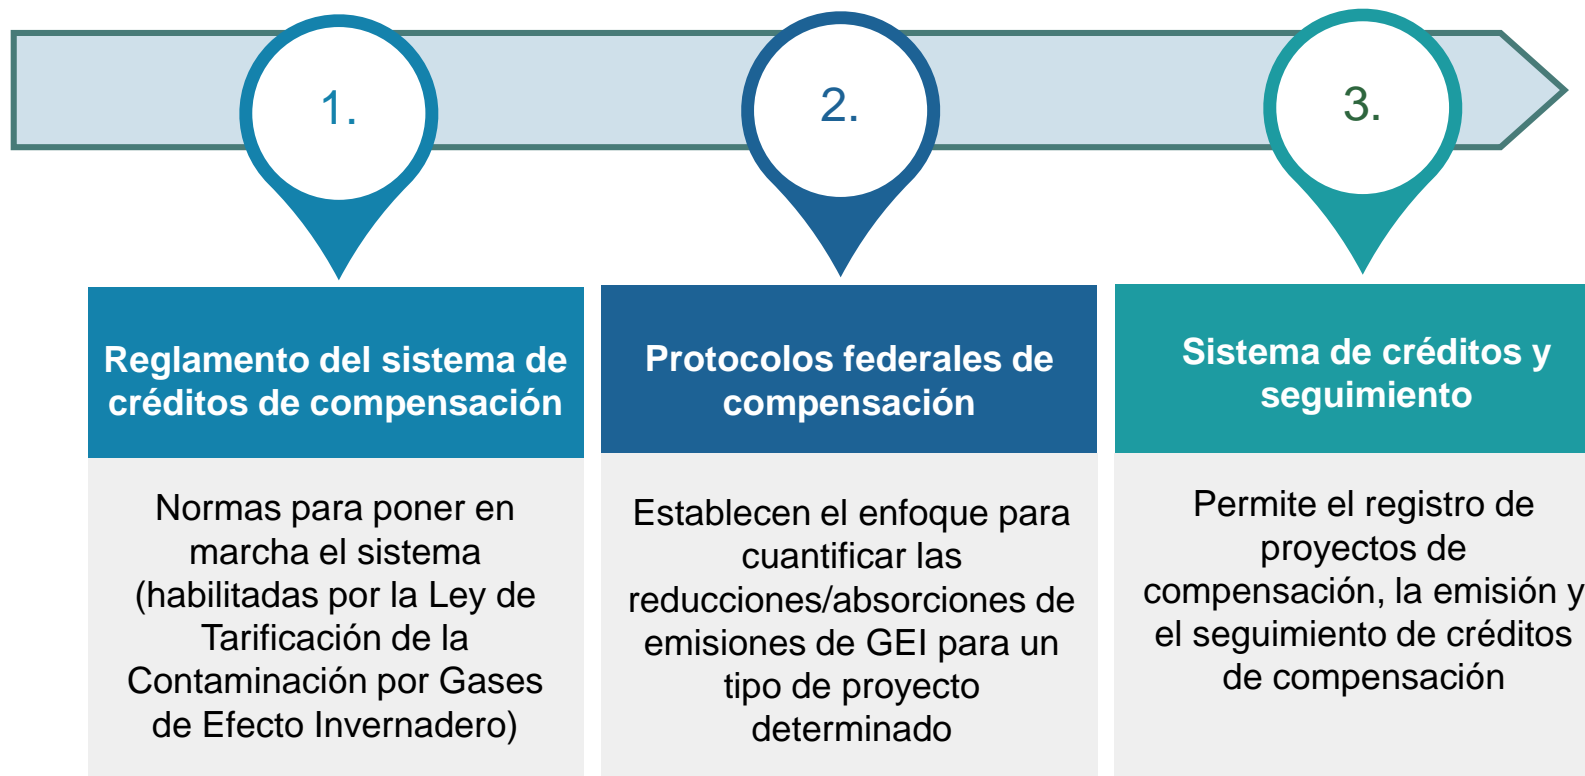 1.
2.
3.
Reglamento del sistema de
créditos de compensación
Normas para poner en
marcha el sistema
(habilitadas por la Ley de
Tarificación de la
Contaminación por Gases
de Efecto Invernadero)
Protocolos federales de
compensación
Establecen el enfoque para
cuantificar las
reducciones/absorciones de
emisiones de GEI para un
tipo de proyecto
determinado
Sistema de créditos y
seguimiento
Permite el registro de
proyectos de
compensación, la emisión y
el seguimiento de créditos
de compensación